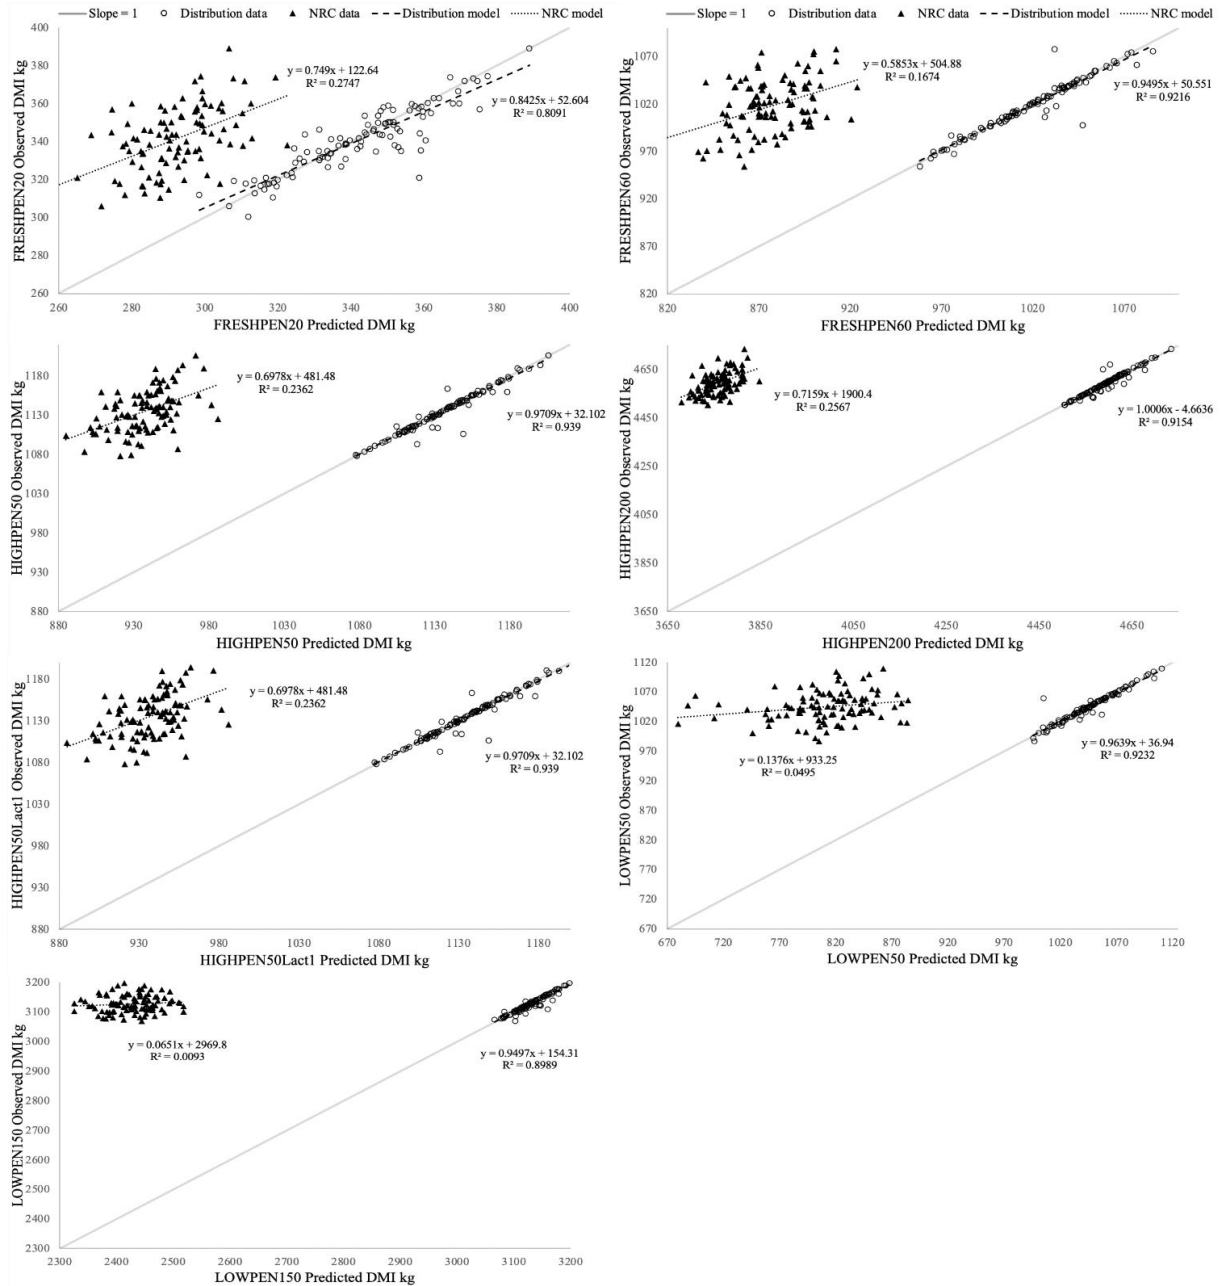 Slope = 1 Distribution data NRC data Distribution model NRC model
Slope = 1 Distribution data NRC data Distribution model NRC model
FRESHPEN20 Observed DMI kg
400
380
360
340
320
300
280
260
y = 0.749x + 122.64
R² = 0.2747
y = 0.8425x + 52.604
R² = 0.8091
260 280 300 320 340 360 380 400
FRESHPEN20 Predicted DMI kg
FRESHPEN60 Observed DMI kg
1070
1020
970
920
870
820
y = 0.5853x + 504.88
R² = 0.1674
y = 0.9495x + 50.551
R² = 0.9216
820 870 920 970 1020 1070
FRESHPEN60 Predicted DMI kg
HIGHPEN50 Observed DMI kg
1180
1130
1080
1030
980
930
880
y = 0.6978x + 481.48
R² = 0.2362
y = 0.9709x + 32.102
R² = 0.939
880 930 980 1030 1080 1130 1180
HIGHPEN50 Predicted DMI kg
HIGHPEN200 Observed DMI kg
4650
4450
4250
4050
3850
3650
y = 0.7159x + 1900.4
R² = 0.2567
y = 1.0006x - 4.6636
R² = 0.9154
3650 3850 4050 4250 4450 4650
HIGHPEN200 Predicted DMI kg
HIGHPEN50Lact1 Observed DMI kg
1180
1130
1080
1030
980
930
880
y = 0.6978x + 481.48
R² = 0.2362
y = 0.9709x + 32.102
R² = 0.939
880 930 980 1030 1080 1130 1180
HIGHPEN50Lact1 Predicted DMI kg
LOWPEN50 Observed DMI kg
1120
1070
1020
970
920
870
820
770
720
670
y = 0.1376x + 933.25
R² = 0.0495
y = 0.9639x + 36.94
R² = 0.9232
670 720 770 820 870 920 970 1020 1070 1120
LOWPEN50 Predicted DMI kg
LOWPEN150 Observed DMI kg
3200
3100
3000
2900
2800
2700
2600
2500
2400
2300
y = 0.0651x + 2969.8
R² = 0.0093
y = 0.9497x + 154.31
R² = 0.8989
2300 2400 2500 2600 2700 2800 2900 3000 3100 3200
LOWPEN150 Predicted DMI kg